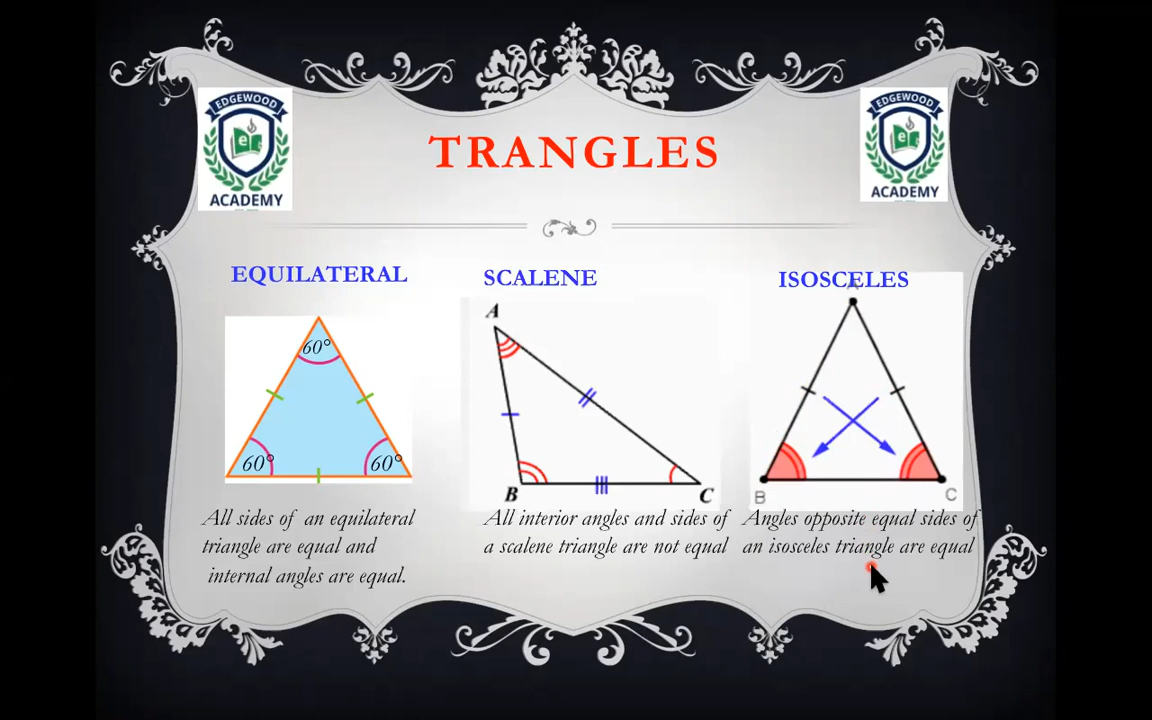 EDGEWOOD
e
ACADEMY
EDGEWOOD
e
ACADEMY
TRANGLES
EQUILATERAL
60°
60°
60°
All sides of an equilateral
triangle are equal and
internal angles are equal.
SCALENE
A
B
C
All interior angles and sides of
a scalene triangle are not equal
ISOSCELES
A
B
C
Angles opposite equal sides of
an isosceles triangle are equal